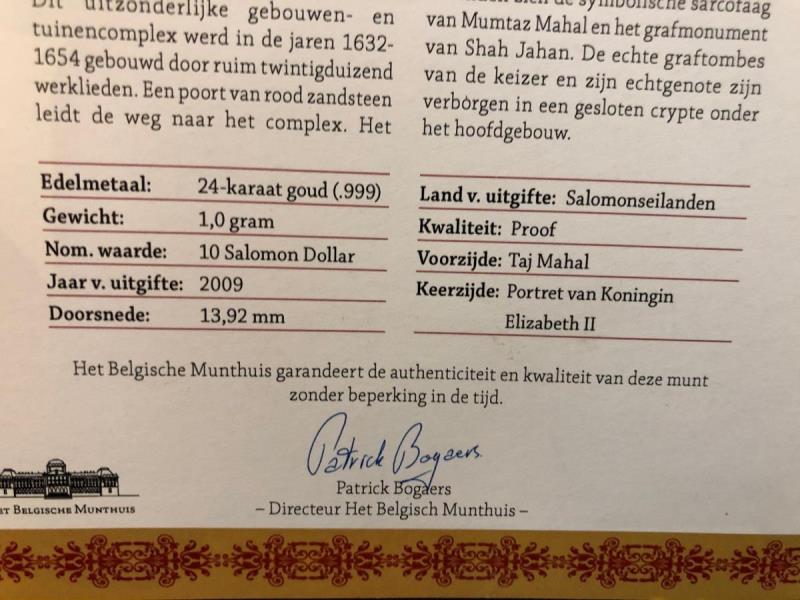 Dit uitzonderlijke gebouwen- en
tuinencomplex werd in de jaren 1632-
1654 gebouwd door ruim twintigduizend
werklieden. Een poort van rood zandsteen
leidt de weg naar het complex. Het
zich de symbolische sarcofaag
van Mumtaz Mahal en het grafmonument
van Shah Jahan. De echte graftombes
van de keizer en zijn echtgenote zijn
verborgen in een gesloten crypte onder
het hoofdgebouw.
Edelmetaal: 24-karaat goud (.999)
Gewicht: 1,0 gram
Nom. waarde: 10 Salomon Dollar
Jaar v. uitgifte: 2009
Doorsnede: 13,92 mm
Land v. uitgifte: Salomonseilanden
Kwaliteit: Proof
Voorzijde: Taj Mahal
Keerzijde: Portret van Koningin
Elizabeth II
Het Belgische Munthuis garandeert de authenticiteit en kwaliteit van deze munt
zonder beperking in de tijd.
Patrick Bogaers
Patrick Bogaers
– Directeur Het Belgisch Munthuis –
BELGISCHE MUNTHUIS